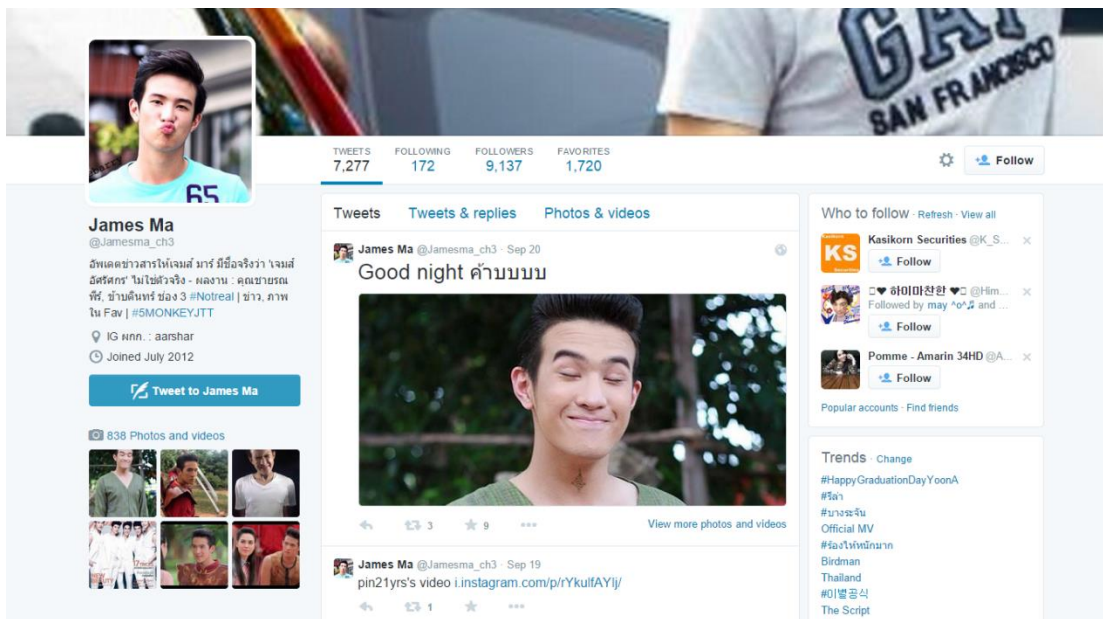 GAP
SAN FRANCISCO
65
TWEETS
7,277
FOLLOWING
172
FOLLOWERS
9,137
FAVORITES
1,720
Follow
James Ma
@Jamesma_ch3
อัพเดตข่าวสารให้เจมส์ มาร์ มีชื่อจริงว่า 'เจมส์
อัศรัศกร' ไม่ใช่ตัวจริง - ผลงาน : คุณชายรณ
พีร์, ข้าบดินทร์ ช่อง 3 #Notreal | ข่าว, ภาพ
ใน Fav | #5MONKEYJTT
IG ผกก. : aarshar
Joined July 2012
Tweet to James Ma
838 Photos and videos
Tweets Tweets & replies Photos & videos
James Ma @Jamesma_ch3 · Sep 20
Good night ค้าบบบบ
3 9
View more photos and videos
James Ma @Jamesma_ch3 · Sep 19
pin21yrs's video i.instagram.com/p/rYkulfAYlj/
1
Who to follow · Refresh · View all
KS
Kasikorn Securities @K_S...
Follow
♥ 하이마찬한 ♥ @Him...
Followed by may ^o^♫ and ...
Follow
Pomme - Amarin 34HD @A...
Follow
Popular accounts · Find friends
Trends · Change
#HappyGraduationDayYoonA
#รีล่า
#บางระจัน
Official MV
#ร้องไห้หนักมาก
Birdman
Thailand
#이별공식
The Script